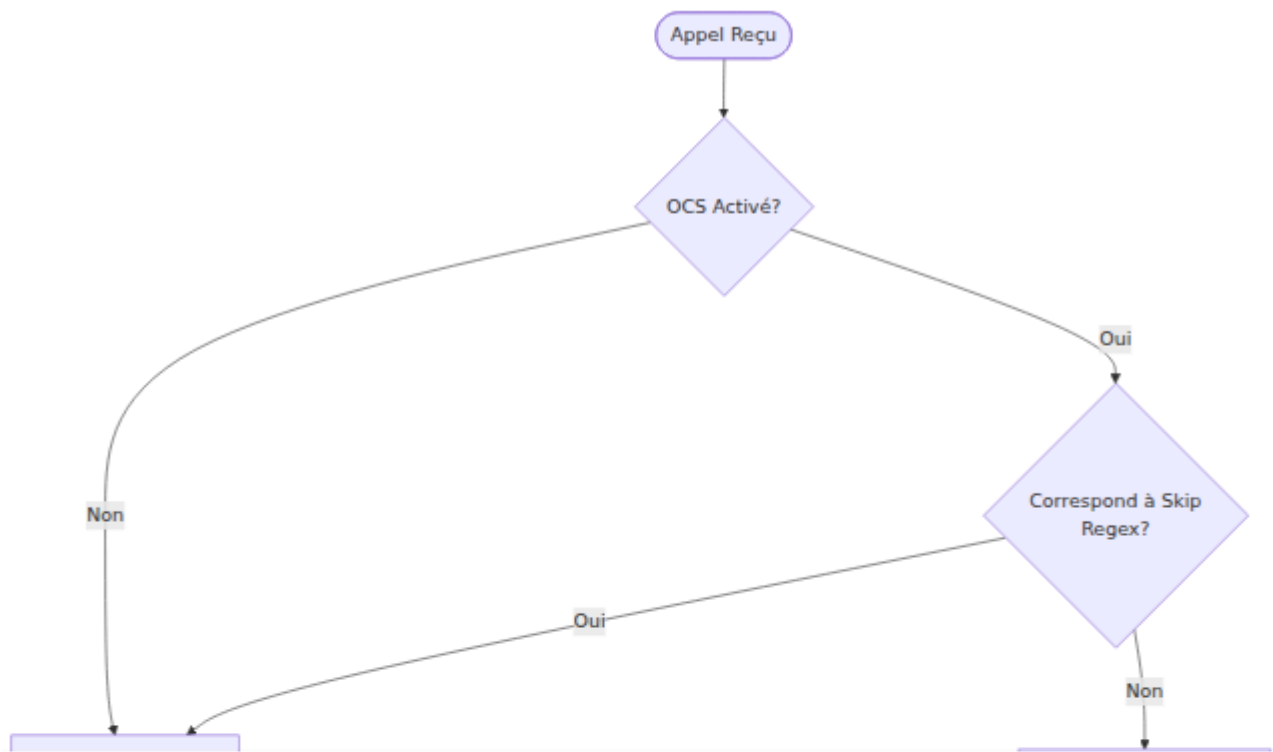 Appel Reçu
OCS Activé?
Oui
Correspond à Skip
Regex?
Non
Oui
Non